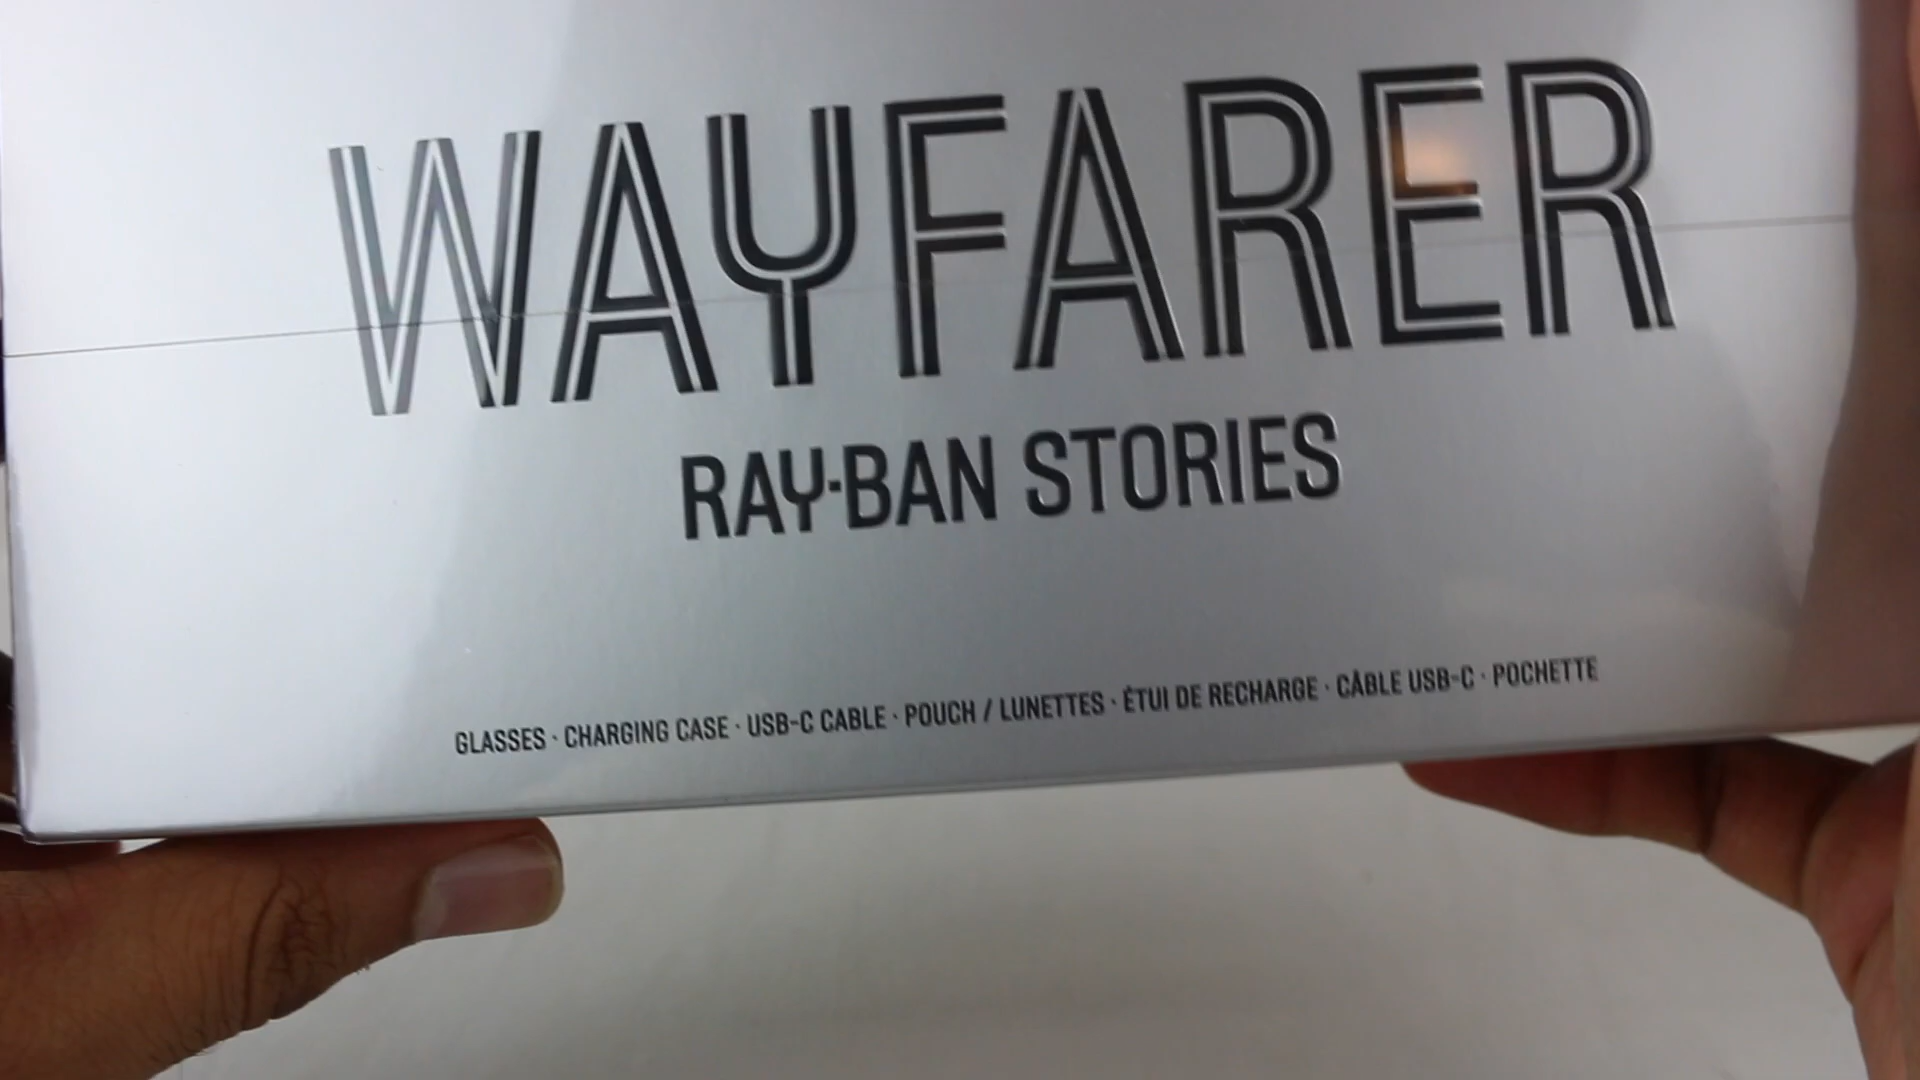 WAYFARER
RAY-BAN STORIES
GLASSES · CHARGING CASE · USB-C CABLE · POUCH / LUNETTES · ÉTUI DE RECHARGE · CÂBLE USB-C · POCHETTE